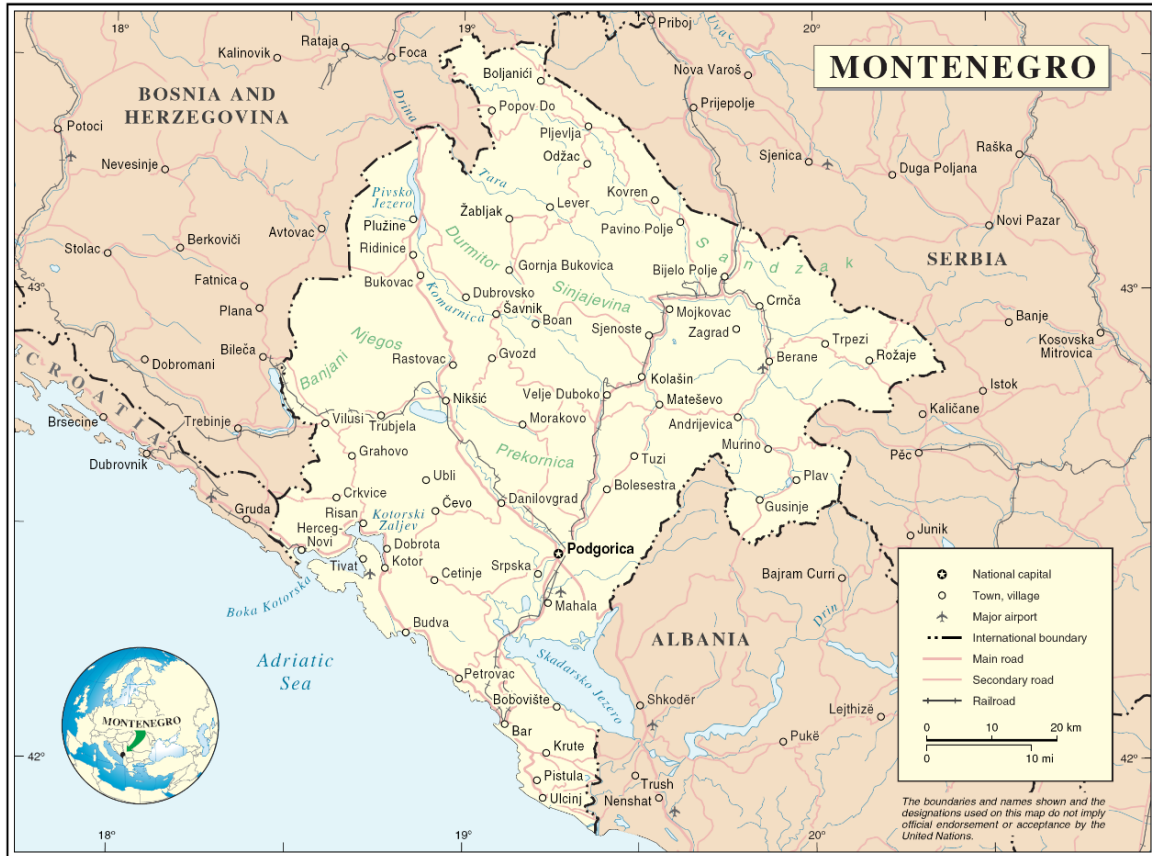 18°
19°
20°
MONTENEGRO
Priboj
Uvac
Rataja
Kalinovik
Foca
Boljanići
Nova Varoš
BOSNIA AND
HERZEGOVINA
Drina
Popov Do
Prijepolje
Potoci
Pljevlja
Raška
Nevesinje
Odžac
Sjenica
Duga Poljana
Tara
Pivsko
Jezero
Kovren
Žabljak
Lever
Plužine
Pavino Polje
Novi Pazar
Avtovac
Berkoviči
Stolac
Durmitor
Sandzak
Ridinice
SERBIA
Gornja Bukovica
Bijelo Polje
Fatnica
Bukovac
Sinjajevina
43°
43°
Komarnica
Dubrovsko
Crnča
Plana
Šavnik
Mojkovac
Boan
Zagrad
Banje
Sjenoste
Njegos
Trpezi
Kosovska
Mitrovica
Bileča
Dobromani
Gvozd
Berane
Rožaje
Banjani
Rastovac
CROATIA
Kolašin
Istok
Velje Duboko
Nikšić
Mateševo
Kaličane
Brsecine
Trebinje
Vilusi
Trubjela
Morakovo
Andrijevica
Murino
Dubrovnik
Grahovo
Prekornica
Tuzi
Pèc
Ubli
Plav
Crkvice
Bolesestra
Danilovgrad
Čevo
Gusinje
Risan
Kotorski
Zaljev
Gruda
Herceg-
Novi
Junik
Dobrota
Podgorica
Tivat
Kotor
Srpska
Cetinje
Bajram Curri
Boka Kotorska
Mahala
Drin
Budva
ALBANIA
Adriatic
Sea
Skadarsko Jezero
Petrovac
Bobovište
Shkodër
Lejthizë
Bar
Pukë
Krute
42°
42°
Pistula
Trush
Ulcinj
Nenshat
MONTENEGRO
National capital
Town, village
Major airport
International boundary
Main road
Secondary road
Railroad
0 10 20 km
0 10 mi
The boundaries and names shown and the
designations used on this map do not imply
official endorsement or acceptance by the
United Nations.
18°
19°
20°